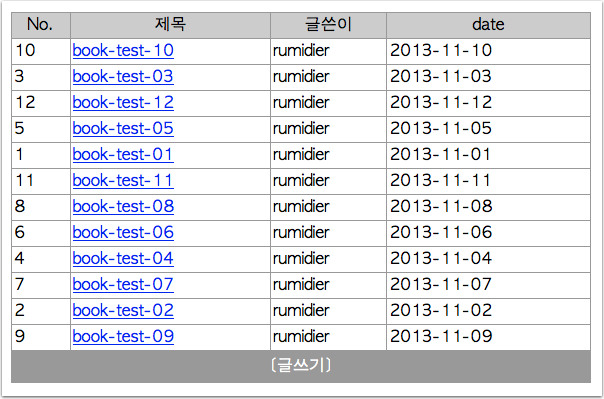 No. 제목 글쓴이 date
10 book-test-10 rumidier 2013-11-10
3 book-test-03 rumidier 2013-11-03
12 book-test-12 rumidier 2013-11-12
5 book-test-05 rumidier 2013-11-05
1 book-test-01 rumidier 2013-11-01
11 book-test-11 rumidier 2013-11-11
8 book-test-08 rumidier 2013-11-08
6 book-test-06 rumidier 2013-11-06
4 book-test-04 rumidier 2013-11-04
7 book-test-07 rumidier 2013-11-07
2 book-test-02 rumidier 2013-11-02
9 book-test-09 rumidier 2013-11-09
[글쓰기]